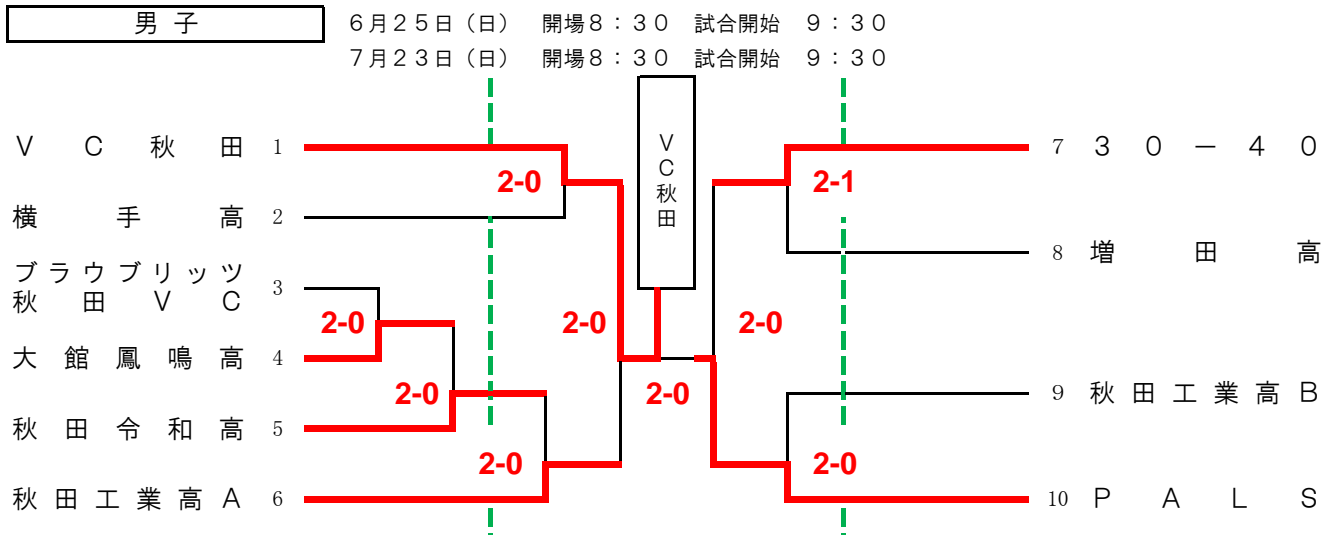 男子
６月２５日（日）　開場８：３０　試合開始　９：３０
７月２３日（日）　開場８：３０　試合開始　９：３０
ＶＣ秋田
ＶＣ秋田 1
横手高 2
ブラウブリッツ
秋田ＶＣ 3
大館鳳鳴高 4
秋田令和高 5
秋田工業高Ａ 6
7 ３０－４０
8 増田高
9 秋田工業高Ｂ
10 ＰＡＬＳ
2-0
2-1
2-0
2-0
2-0
2-0
2-0
2-0
2-0